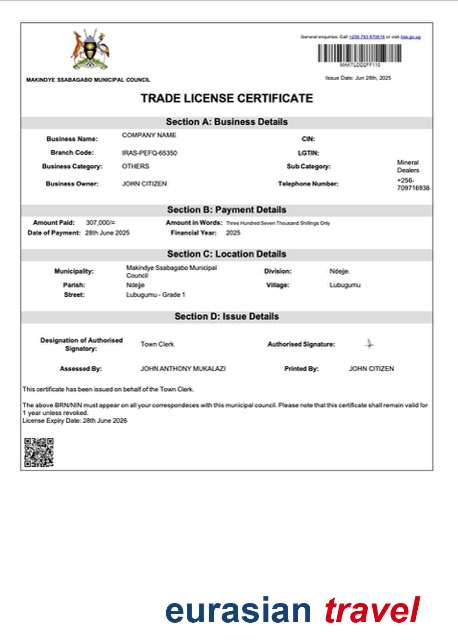 General enquiries: Call +256-793 870616 or visit iras.go.ug
MAKINDYE SSABAGABO MUNICIPAL COUNCIL
Issue Date: Jun 28th, 2025
TRADE LICENSE CERTIFICATE
Section A: Business Details
Business Name: COMPANY NAME CIN:
Branch Code: IRAS-PEFQ-65350 LGTIN:
Business Category: OTHERS Sub Category: Mineral Dealers
Business Owner: JOHN CITIZEN Telephone Number: +256-709716938
Section B: Payment Details
Amount Paid: 307,000/= Amount in Words: Three Hundred Seven Thousand Shillings Only
Date of Payment: 28th June 2025 Financial Year: 2025
Section C: Location Details
Municipality: Makindye Ssabagabo Municipal Council Division: Ndejje.
Parish: Ndejje Village: Lubugumu
Street: Lubugumu - Grade 1
Section D: Issue Details
Designation of Authorised Signatory: Town Clerk Authorised Signature:
Assessed By: JOHN ANTHONY MUKALAZI Printed By: JOHN CITIZEN
This certificate has been issued on behalf of the Town Clerk.
The above BRN/NIN must appear on all your correspondeces with this municipal council. Please note that this certificate shall remain valid for
1 year unless revoked.
License Expiry Date: 28th June 2026
eurasian travel